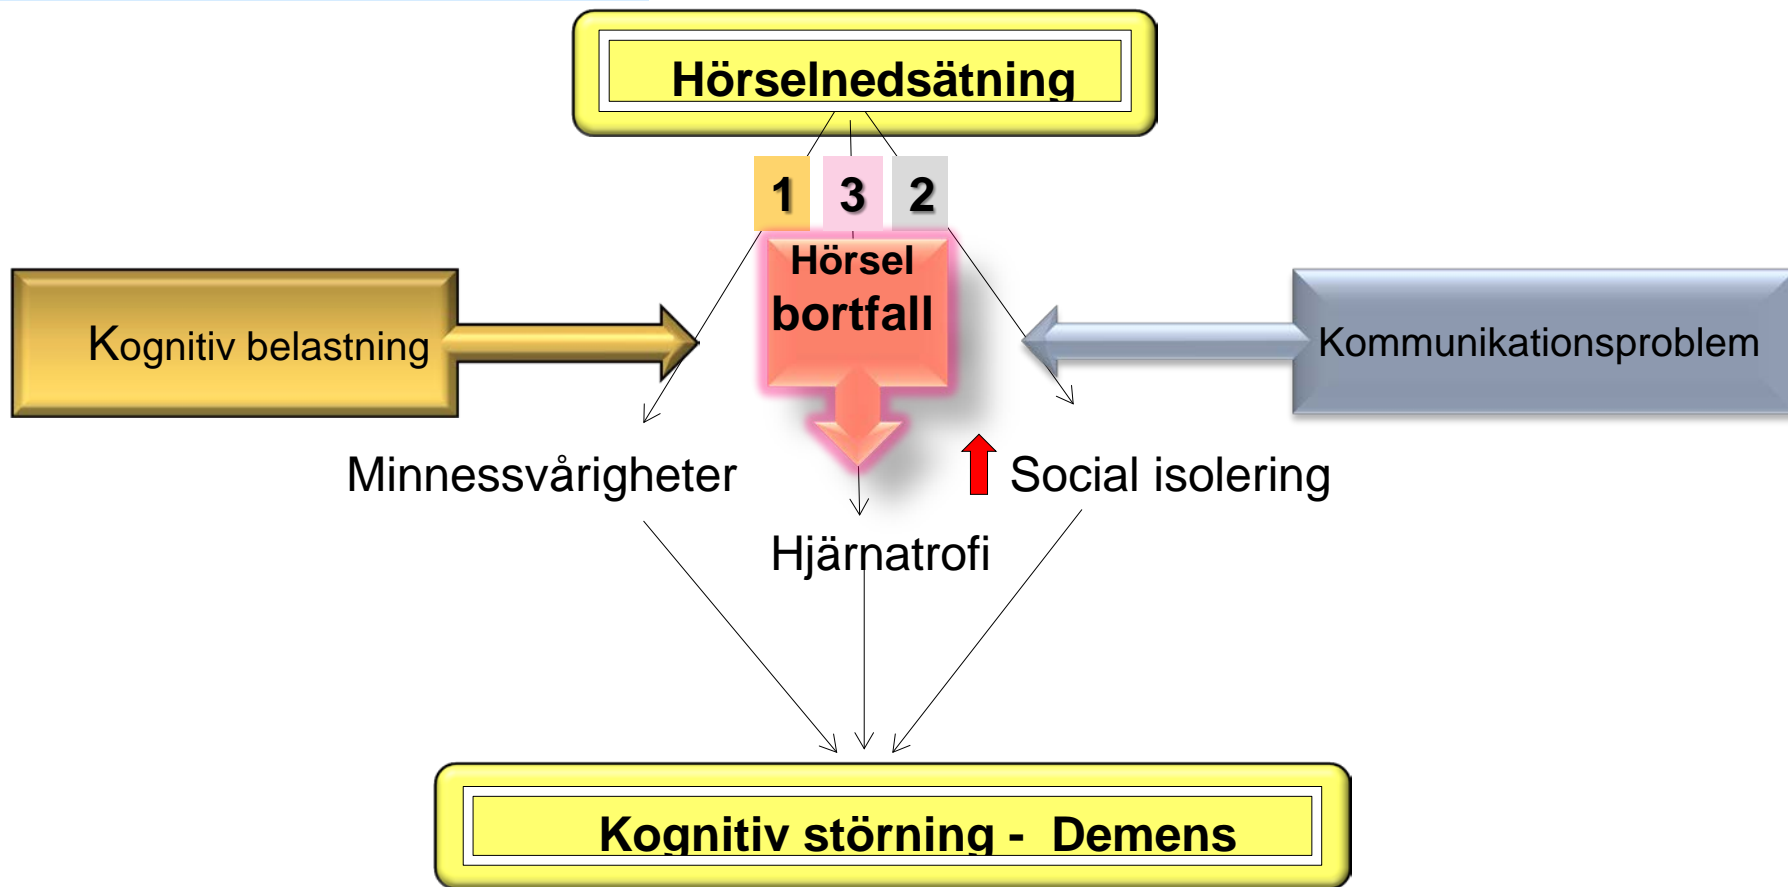 Hörselnedsätning
1 3 2
Hörsel
bortfall
Kognitiv belastning
Kommunikationsproblem
Minnessvårigheter
Social isolering
Hjärnatrofi
Kognitiv störning - Demens